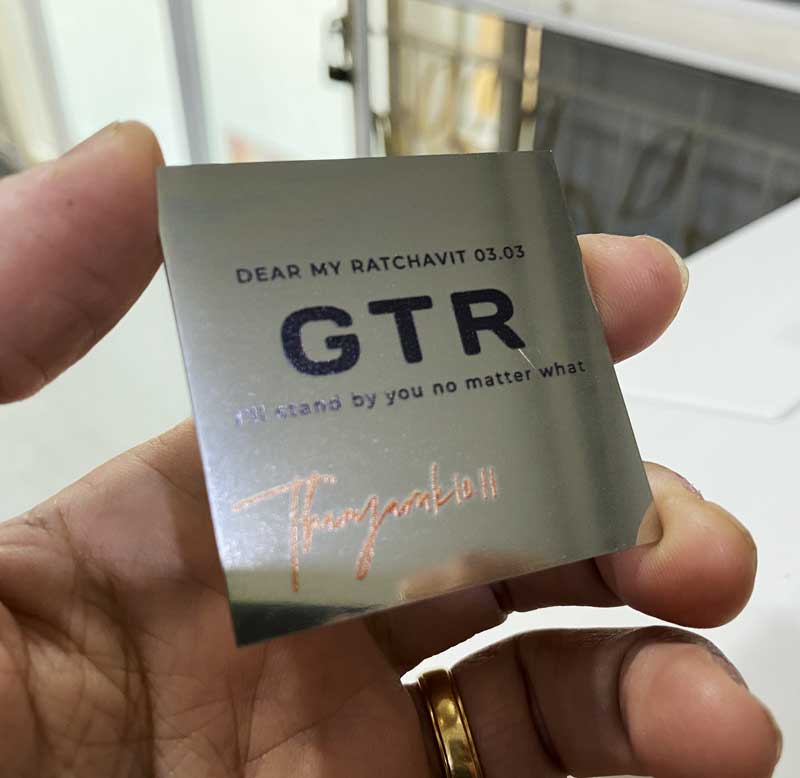 DEAR MY RATCHAVIT 03.03
GTR
I'll stand by you no matter what